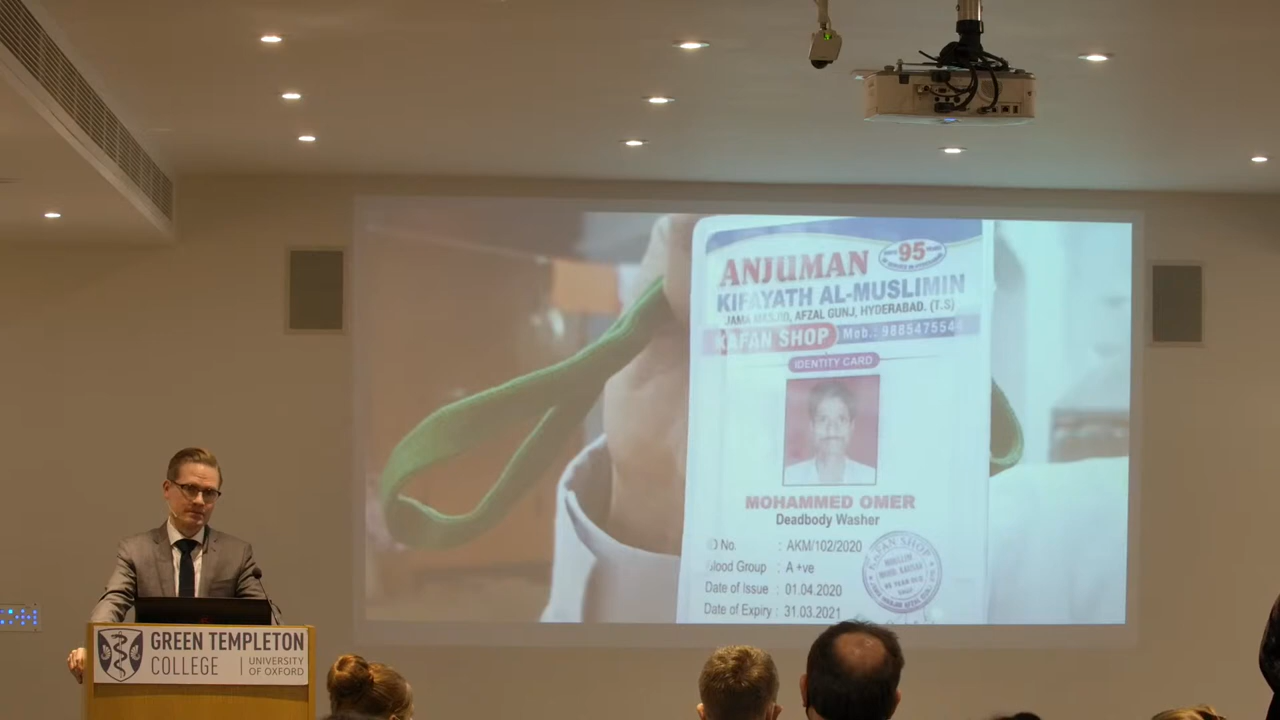 ANJUMAN
95
KIFAYATH AL-MUSLIMIN
JAMA MASJID, AFZAL GUNJ, HYDERABAD. (T.S)
KAFAN SHOP Mob.: 9885475544
IDENTITY CARD
MOHAMMED OMER
Deadbody Washer
ID No. : AKM/102/2020
Blood Group : A +ve
Date of Issue : 01.04.2020
Date of Expiry : 31.03.2021
KAFAN SHOP
GREEN TEMPLETON
COLLEGE | UNIVERSITY
OF OXFORD